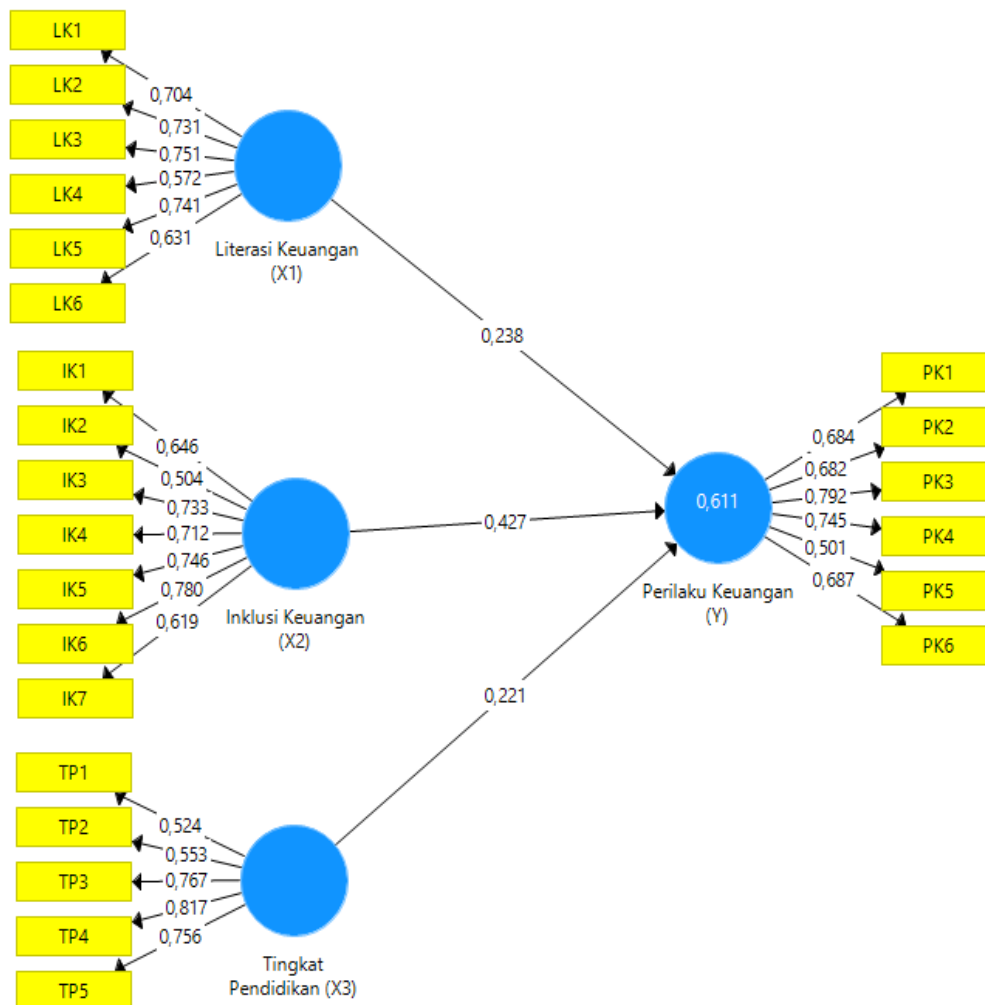 LK1
LK2
LK3
LK4
LK5
LK6
0,704
0,731
0,751
0,572
0,741
0,631
Literasi Keuangan
(X1)
0,238
IK1
IK2
IK3
IK4
IK5
IK6
IK7
0,646
0,504
0,733
0,712
0,746
0,780
0,619
Inklusi Keuangan
(X2)
0,427
TP1
TP2
TP3
TP4
TP5
0,524
0,553
0,767
0,817
0,756
Tingkat
Pendidikan (X3)
0,221
0,611
Perilaku Keuangan
(Y)
0,684
0,682
0,792
0,745
0,501
0,687
PK1
PK2
PK3
PK4
PK5
PK6